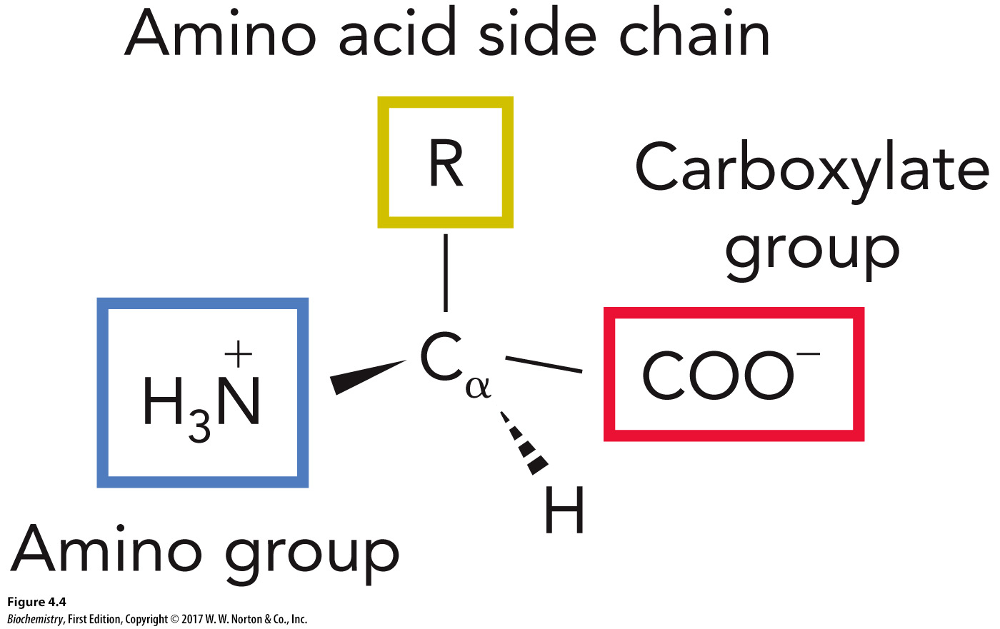 Amino acid side chain
R
Carboxylate
group
H₃N⁺
Cα
COO⁻
H
Amino group
Figure 4.4
Biochemistry, First Edition, Copyright © 2017 W. W. Norton & Co., Inc.